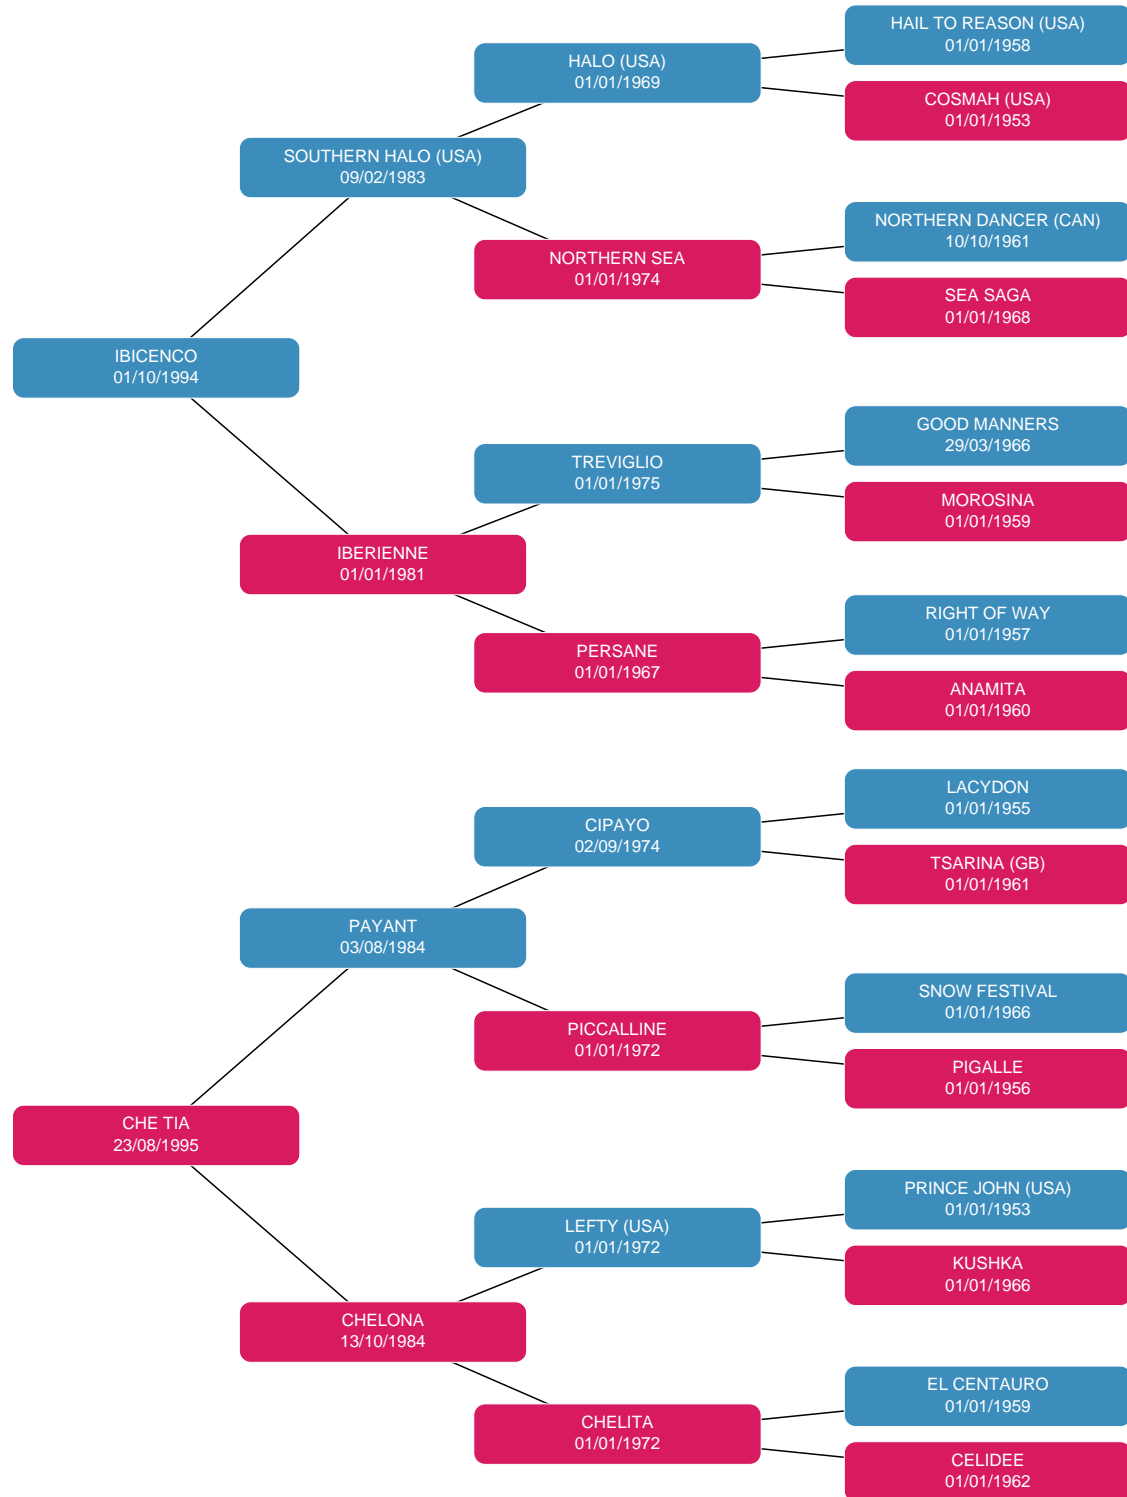 HAIL TO REASON (USA)
01/01/1958
HALO (USA)
01/01/1969
COSMAH (USA)
01/01/1953
SOUTHERN HALO (USA)
09/02/1983
NORTHERN DANCER (CAN)
10/10/1961
NORTHERN SEA
01/01/1974
SEA SAGA
01/01/1968
IBICENCO
01/10/1994
GOOD MANNERS
29/03/1966
TREVIGLIO
01/01/1975
MOROSINA
01/01/1959
IBERIENNE
01/01/1981
RIGHT OF WAY
01/01/1957
PERSANE
01/01/1967
ANAMITA
01/01/1960
LACYDON
01/01/1955
CIPAYO
02/09/1974
TSARINA (GB)
01/01/1961
PAYANT
03/08/1984
SNOW FESTIVAL
01/01/1966
PICCALLINE
01/01/1972
PIGALLE
01/01/1956
CHE TIA
23/08/1995
PRINCE JOHN (USA)
01/01/1953
LEFTY (USA)
01/01/1972
KUSHKA
01/01/1966
CHELONA
13/10/1984
EL CENTAURO
01/01/1959
CHELITA
01/01/1972
CELIDEE
01/01/1962